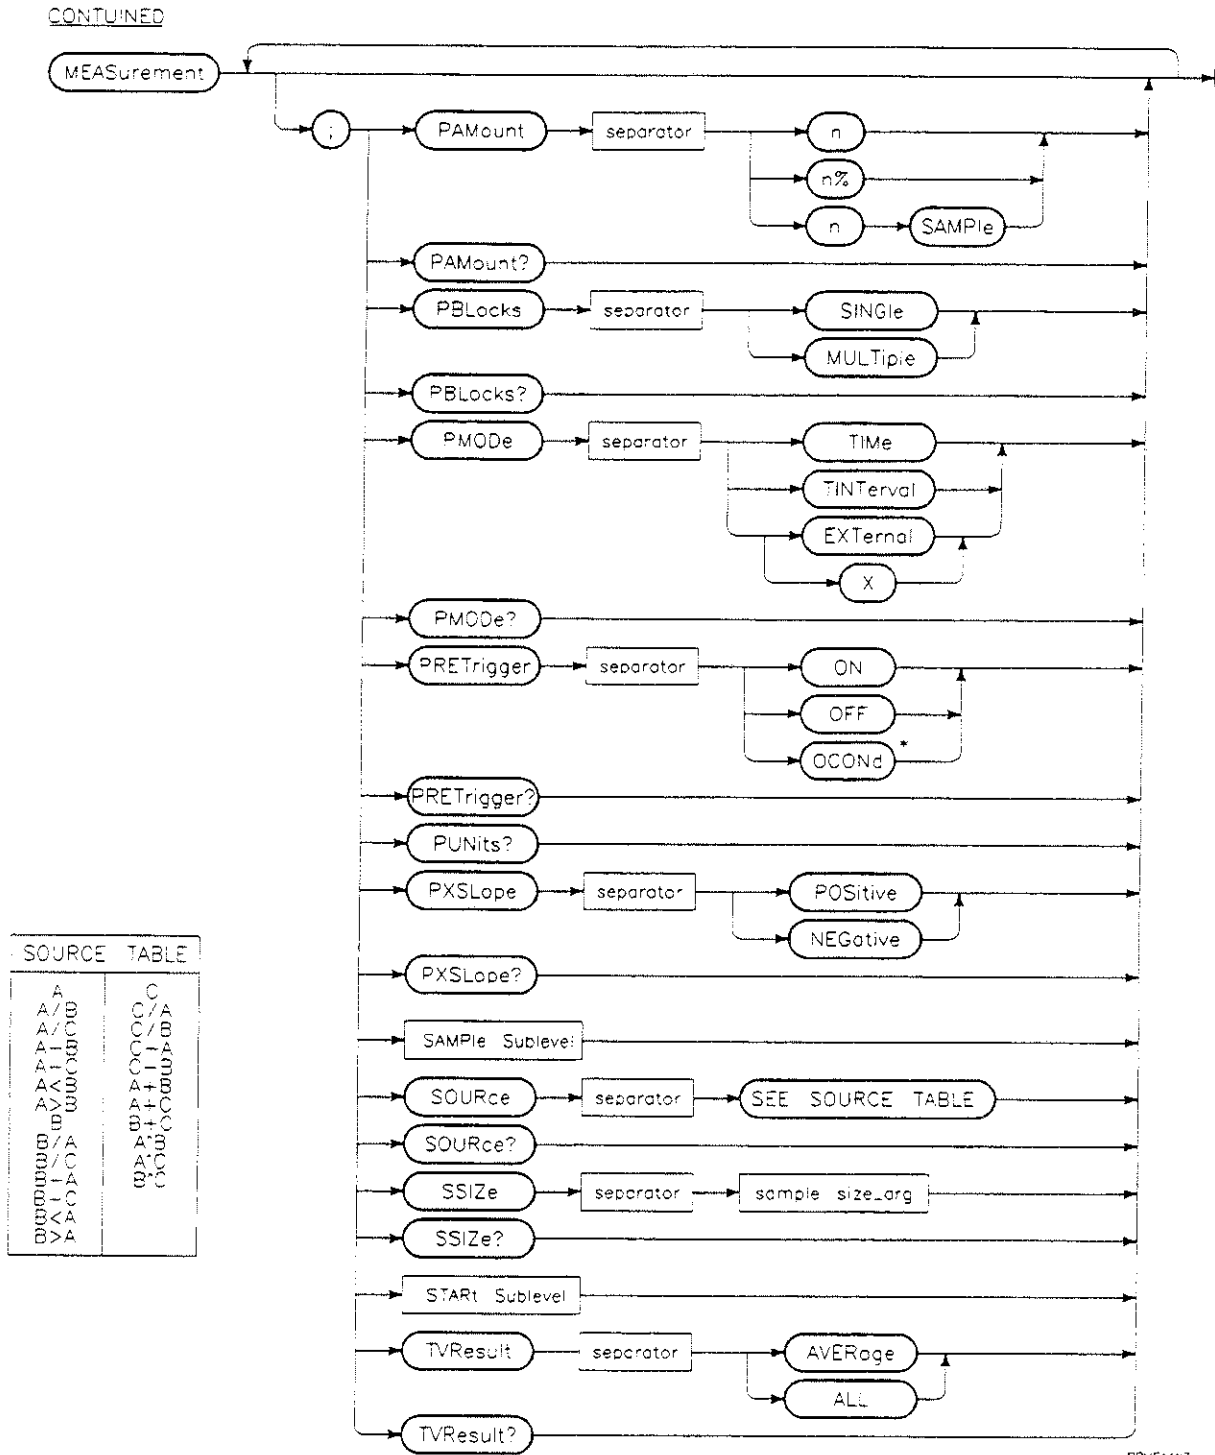 CONTUINED
MEASurement
; PAMount separator n
n%
n SAMPle
PAMount?
PBLocks separator SINGle
MULTiple
PBLocks?
PMODe separator TIMe
TINTerval
EXTernal
X
PMODe?
PRETrigger separator ON
OFF
OCONd *
PRETrigger?
PUNits?
PXSLope separator POSitive
NEGative
PXSLope?
SAMPle Sublevel
SOURce separator SEE SOURCE TABLE
SOURce?
SSIZe separator sample size_arg
SSIZe?
STARt Sublevel
TVResult separator AVERage
ALL
TVResult?
SOURCE TABLE
A C
A/B C/A
A/C C/B
A-B C-A
A-C C-B
A<B A+B
A>B A+C
B B+C
B/A A*B
B/C A*C
B-A B*C
B-C
B<A
B>A